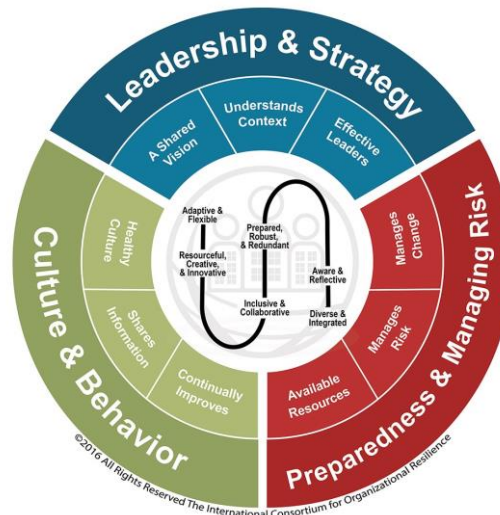 Leadership & Strategy
A Shared
Vision
Understands
Context
Effective
Leaders
Culture & Behavior
Healthy
Culture
Shares
Information
Continually
Improves
Preparedness & Managing Risk
Manages
Change
Manages
Risk
Available
Resources
Adaptive &
Flexible
Resourceful,
Creative,
& Innovative
Prepared,
Robust,
& Redundant
Inclusive &
Collaborative
Aware &
Reflective
Diverse &
Integrated
©2016 All Rights Reserved The International Consortium for Organizational Resilience